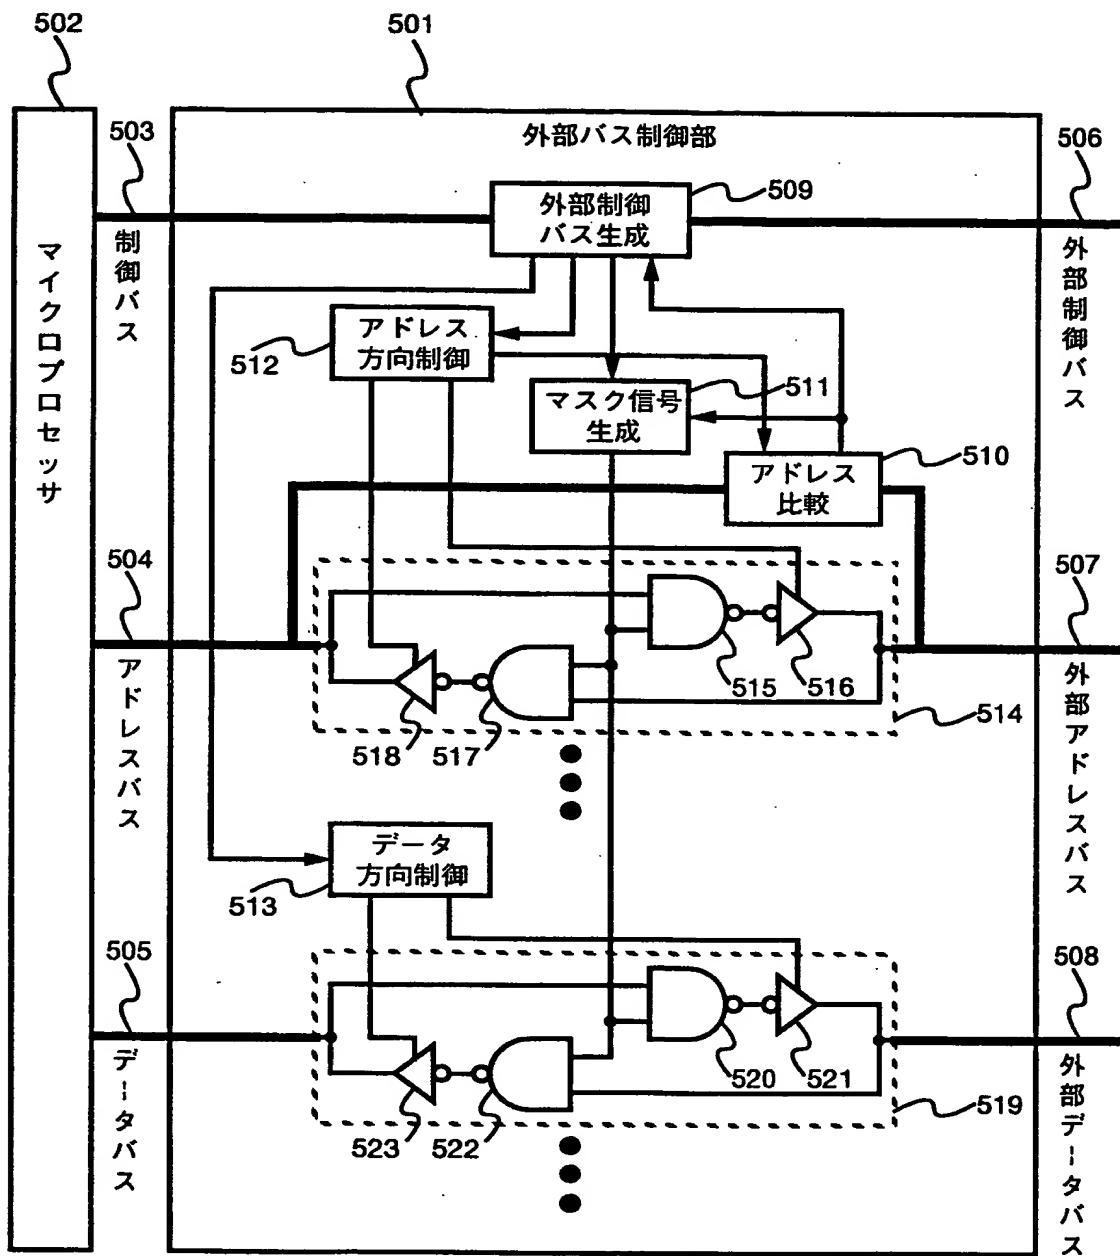 502
501
503
外部バス制御部
506
509
外部制御
バス生成
マイクロプロセッサ
制御バス
外部制御バス
アドレス
方向制御
512
511
マスク信号
生成
510
アドレス
比較
504
507
515
516
514
518
517
アドレスバス
外部アドレスバス
データ
方向制御
513
505
508
520
521
519
523
522
データバス
外部データバス